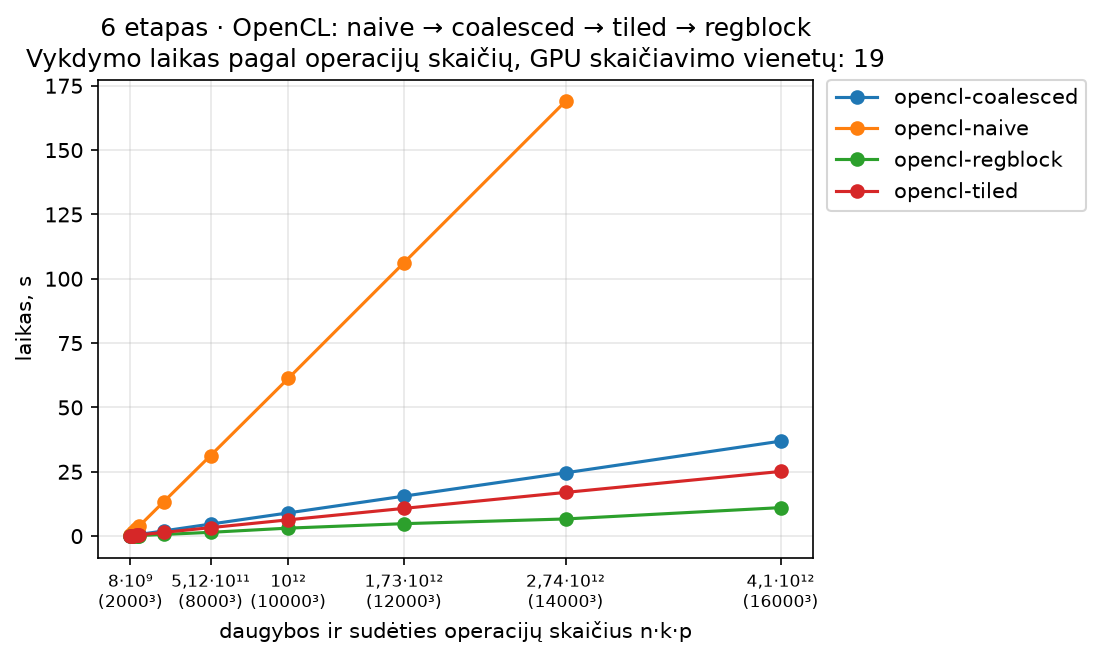 6 etapas · OpenCL: naive → coalesced → tiled → regblock
Vykdymo laikas pagal operacijų skaičių, GPU skaičiavimo vienetų: 19
opencl-coalesced
opencl-naive
opencl-regblock
opencl-tiled
laikas, s
175
150
125
100
75
50
25
0
8·10⁹ 5,12·10¹¹ 10¹² 1,73·10¹² 2,74·10¹² 4,1·10¹²
(2000³) (8000³) (10000³) (12000³) (14000³) (16000³)
daugybos ir sudėties operacijų skaičius n·k·p